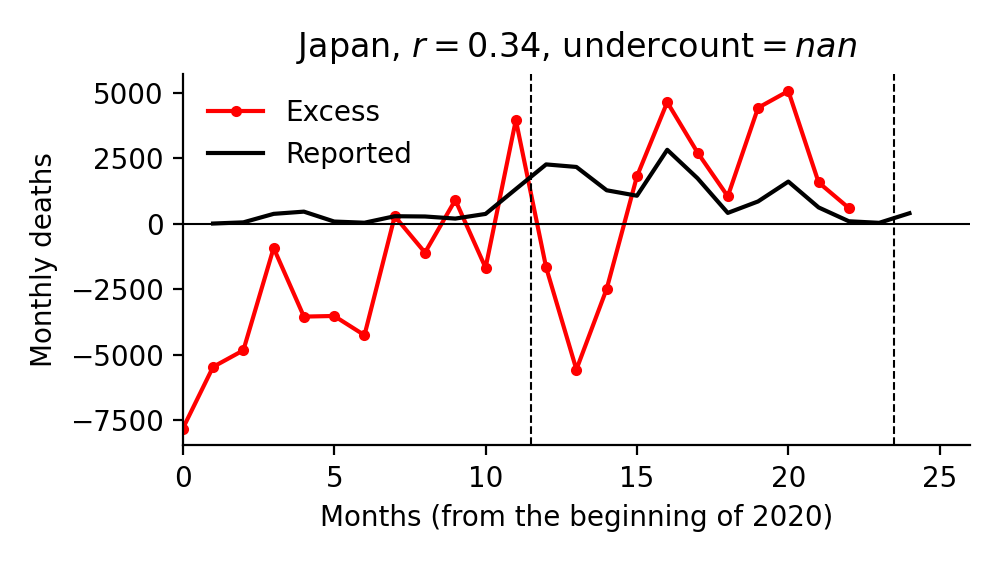 Japan, r = 0.34, undercount = nan
5000
2500
0
−2500
−5000
−7500
Monthly deaths
Excess
Reported
0 5 10 15 20 25
Months (from the beginning of 2020)